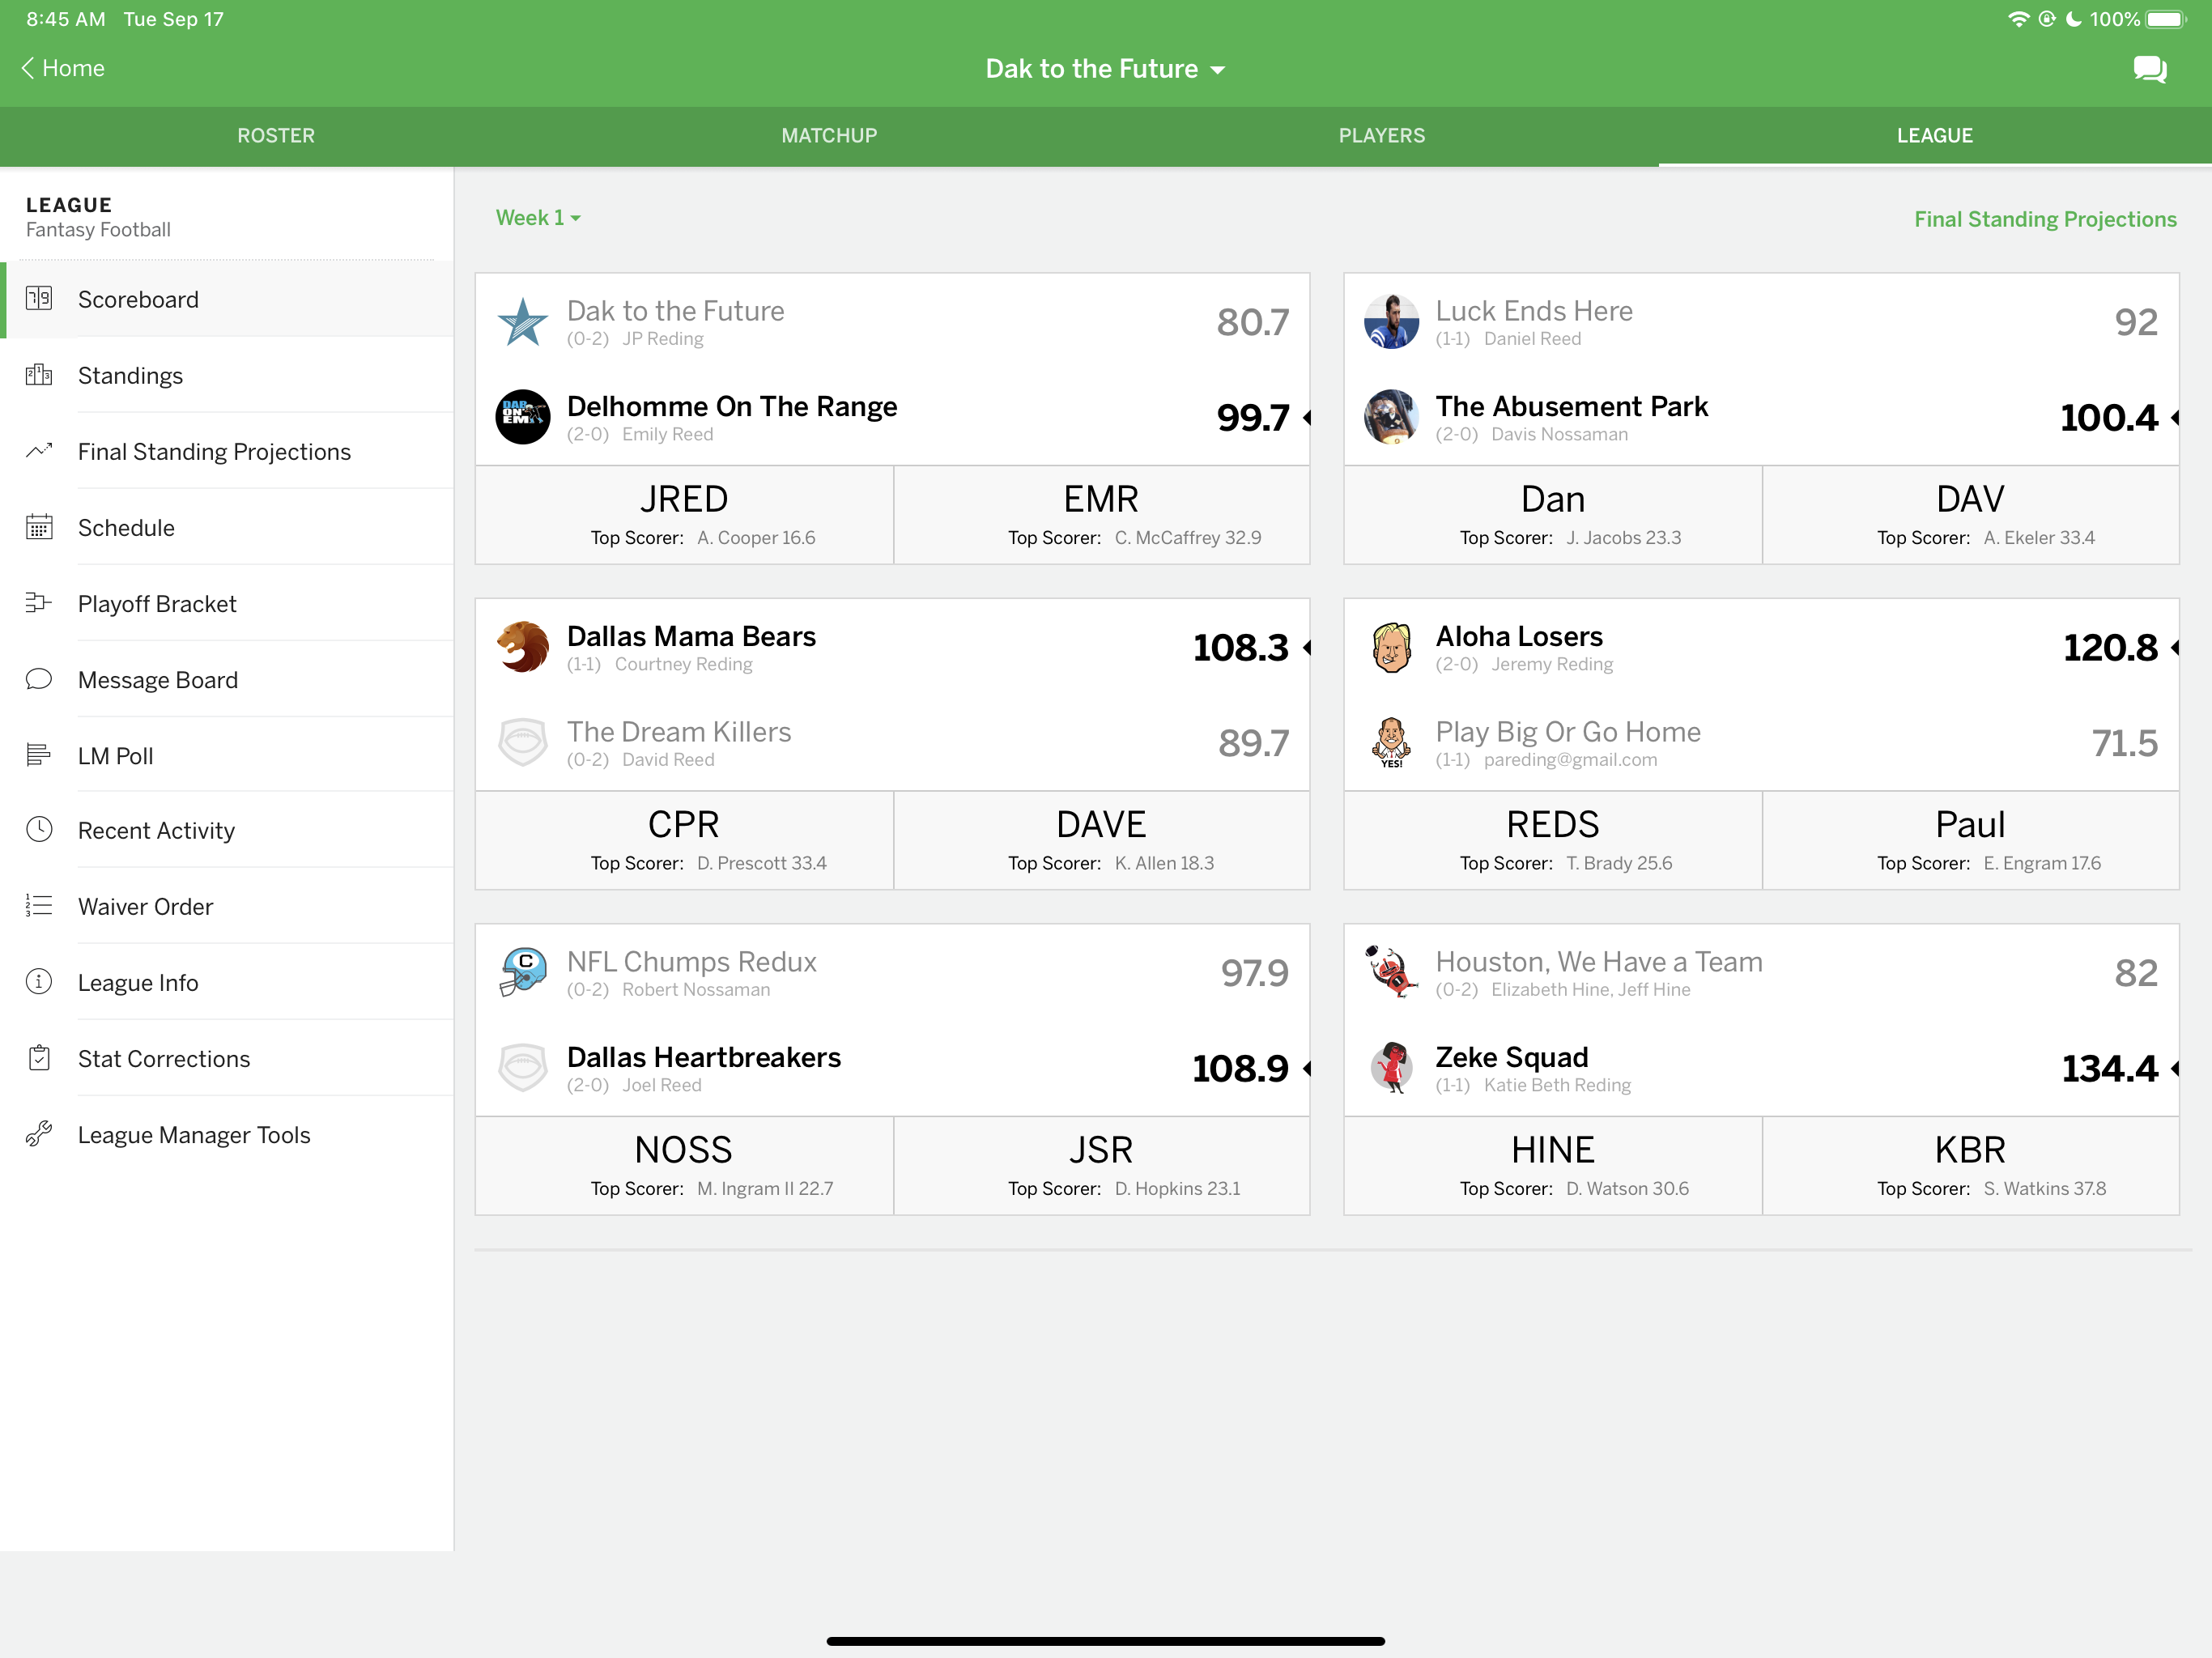 8:45 AM Tue Sep 17
100%
Home
Dak to the Future
ROSTER
MATCHUP
PLAYERS
LEAGUE
LEAGUE
Fantasy Football
Scoreboard
Standings
Final Standing Projections
Schedule
Playoff Bracket
Message Board
LM Poll
Recent Activity
Waiver Order
League Info
Stat Corrections
League Manager Tools
Week 1
Final Standing Projections
Dak to the Future
80.7
(0-2) JP Reding
DAB
ON
EM
Delhomme On The Range
99.7
(2-0) Emily Reed
JRED
Top Scorer: A. Cooper 16.6
EMR
Top Scorer: C. McCaffrey 32.9
Luck Ends Here
92
(1-1) Daniel Reed
The Abusement Park
100.4
(2-0) Davis Nossaman
Dan
Top Scorer: J. Jacobs 23.3
DAV
Top Scorer: A. Ekeler 33.4
Dallas Mama Bears
108.3
(1-1) Courtney Reding
The Dream Killers
89.7
(0-2) David Reed
CPR
Top Scorer: D. Prescott 33.4
DAVE
Top Scorer: K. Allen 18.3
Aloha Losers
120.8
(2-0) Jeremy Reding
YES!
Play Big Or Go Home
71.5
(1-1) pareding@gmail.com
REDS
Top Scorer: T. Brady 25.6
Paul
Top Scorer: E. Engram 17.6
C
NFL Chumps Redux
97.9
(0-2) Robert Nossaman
Dallas Heartbreakers
108.9
(2-0) Joel Reed
NOSS
Top Scorer: M. Ingram II 22.7
JSR
Top Scorer: D. Hopkins 23.1
Houston, We Have a Team
82
(0-2) Elizabeth Hine, Jeff Hine
Zeke Squad
134.4
(1-1) Katie Beth Reding
HINE
Top Scorer: D. Watson 30.6
KBR
Top Scorer: S. Watkins 37.8